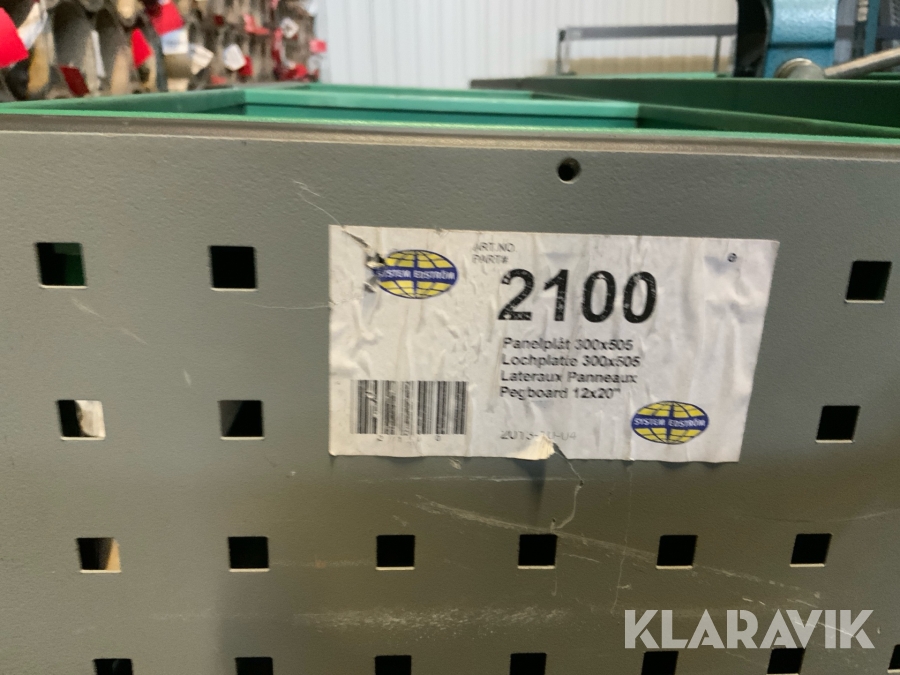 SYSTEM EDSTRÖM
ART.NO
PART#
2100
Panelplåt 300x505
Lochplatte 300x505
Lateraux Panneaux
Pegboard 12x20"
SYSTEM EDSTRÖM
KLARAVIK